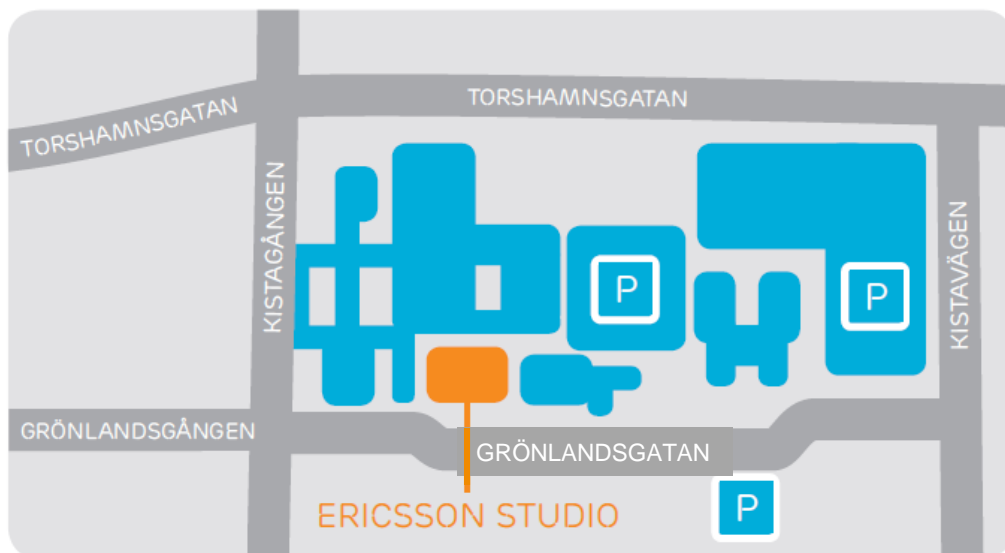 TORSHAMNSGATAN
TORSHAMNSGATAN
KISTAGÅNGEN
KISTAVÄGEN
P
P
GRÖNLANDSGÅNGEN
GRÖNLANDSGATAN
P
ERICSSON STUDIO